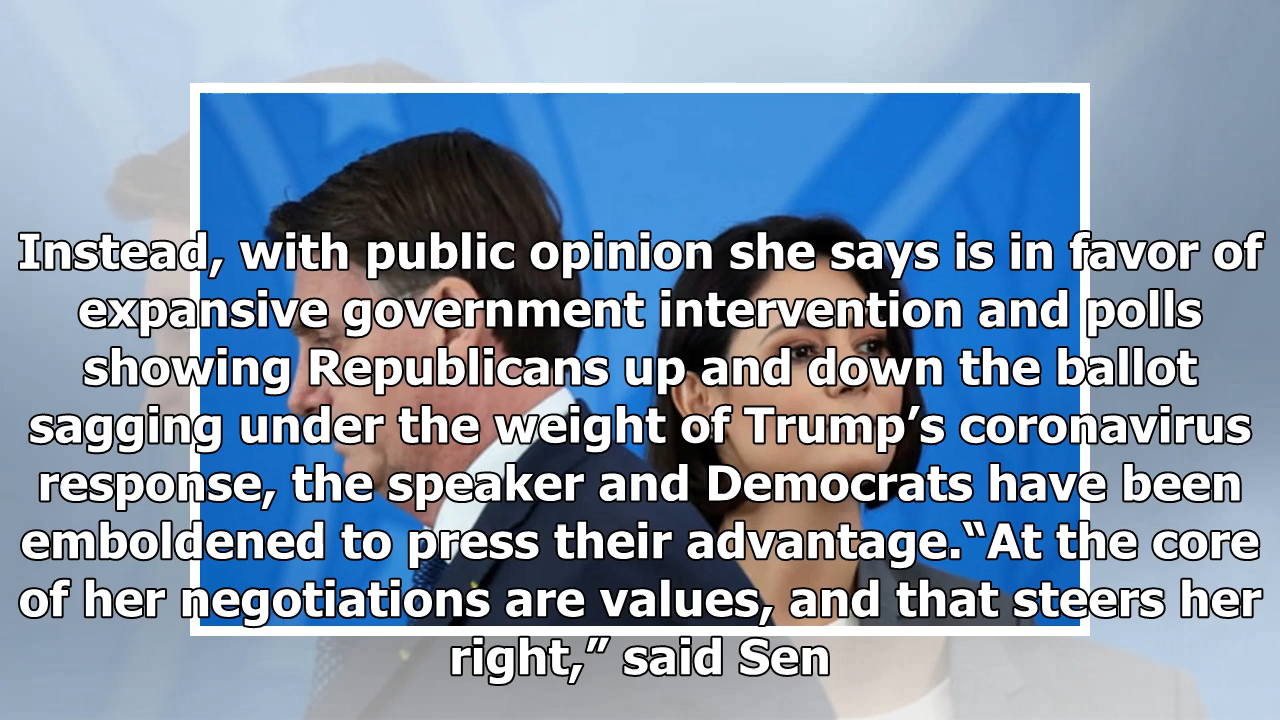 Instead, with public opinion she says is in favor of
expansive government intervention and polls
showing Republicans up and down the ballot
sagging under the weight of Trump’s coronavirus
response, the speaker and Democrats have been
emboldened to press their advantage.“At the core
of her negotiations are values, and that steers her
right,” said Sen